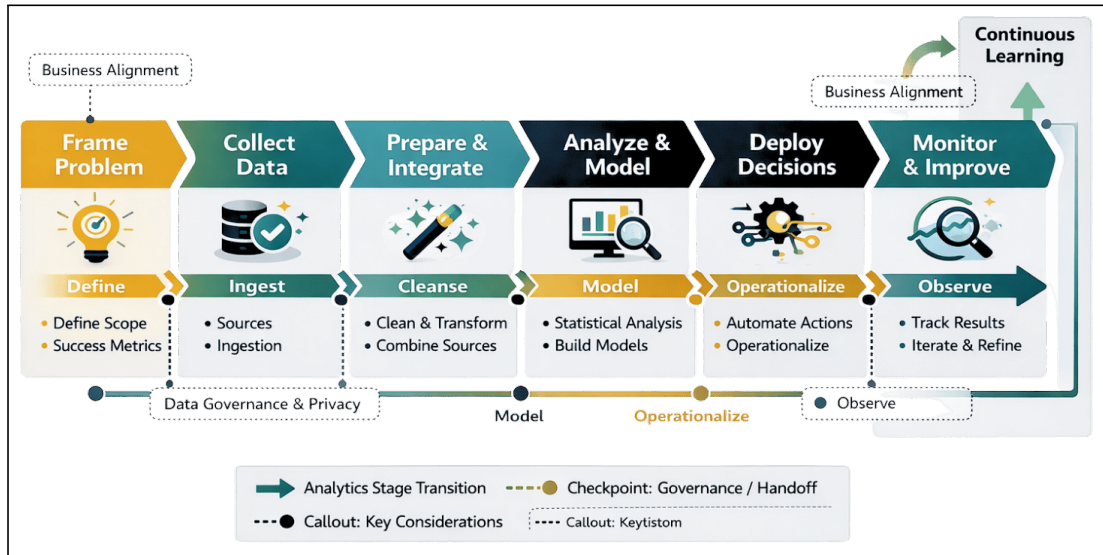 Continuous
Learning
Business Alignment
Business Alignment
Frame
Problem
Collect
Data
Prepare &
Integrate
Analyze &
Model
Deploy
Decisions
Monitor
& Improve
Define
Ingest
Cleanse
Model
Operationalize
Observe
• Define Scope
• Success Metrics
• Sources
• Ingestion
• Clean & Transform
• Combine Sources
• Statistical Analysis
• Build Models
• Automate Actions
• Operationalize
• Track Results
• Iterate & Refine
Data Governance & Privacy
Model
Operationalize
Observe
Analytics Stage Transition
Checkpoint: Governance / Handoff
Callout: Key Considerations
Callout: Keytistom